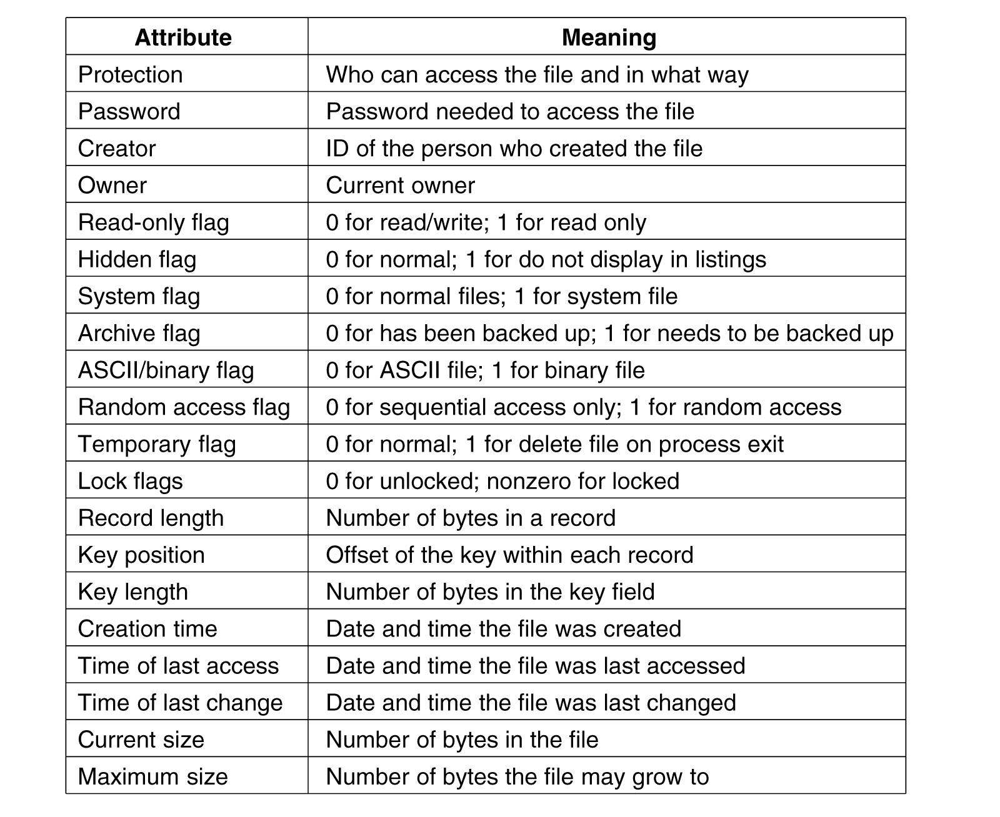 Attribute Meaning
Protection Who can access the file and in what way
Password Password needed to access the file
Creator ID of the person who created the file
Owner Current owner
Read-only flag 0 for read/write; 1 for read only
Hidden flag 0 for normal; 1 for do not display in listings
System flag 0 for normal files; 1 for system file
Archive flag 0 for has been backed up; 1 for needs to be backed up
ASCII/binary flag 0 for ASCII file; 1 for binary file
Random access flag 0 for sequential access only; 1 for random access
Temporary flag 0 for normal; 1 for delete file on process exit
Lock flags 0 for unlocked; nonzero for locked
Record length Number of bytes in a record
Key position Offset of the key within each record
Key length Number of bytes in the key field
Creation time Date and time the file was created
Time of last access Date and time the file was last accessed
Time of last change Date and time the file was last changed
Current size Number of bytes in the file
Maximum size Number of bytes the file may grow to